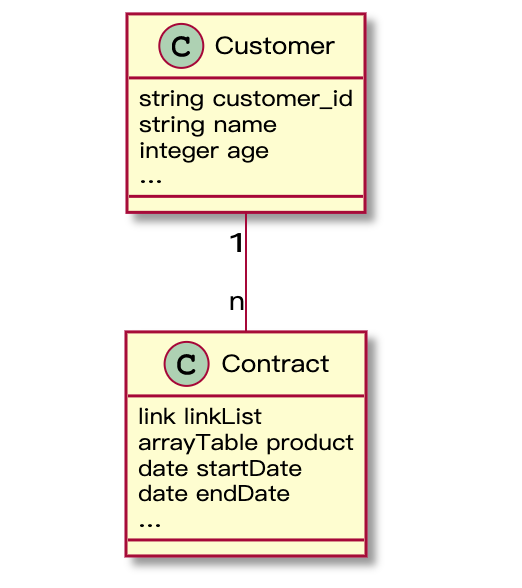 C Customer
string customer_id
string name
integer age
...
1
n
C Contract
link linkList
arrayTable product
date startDate
date endDate
...